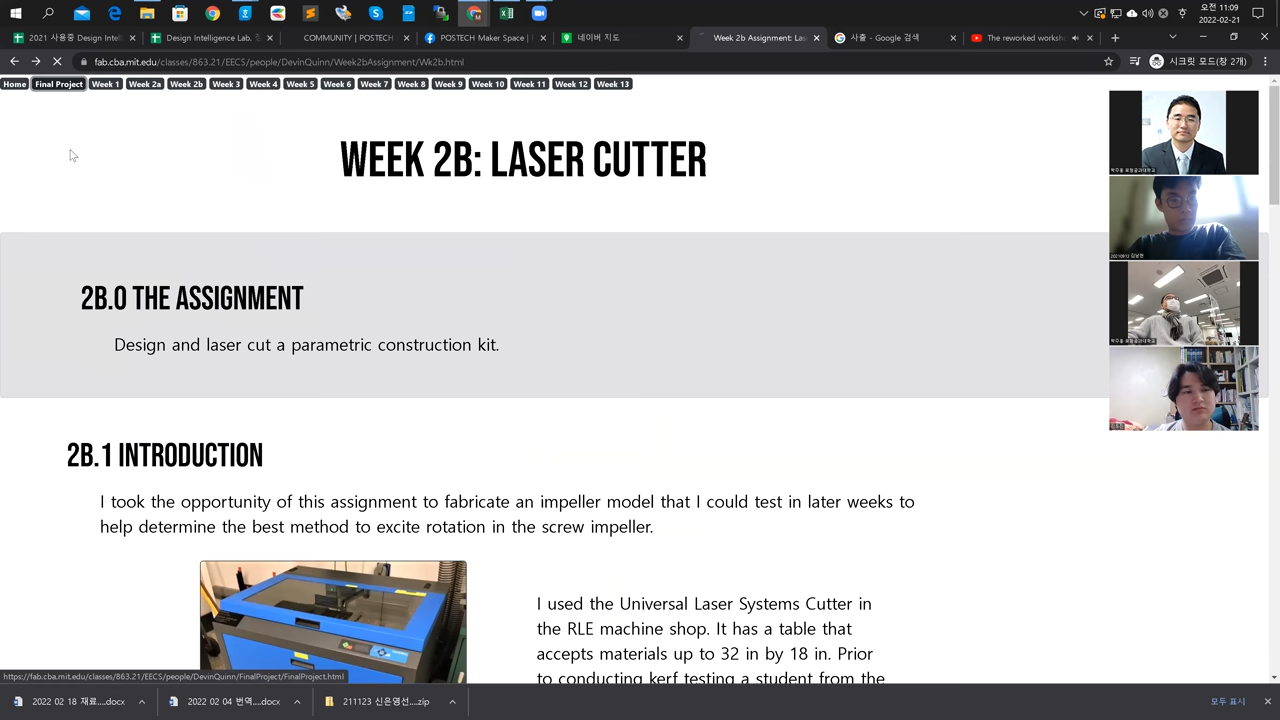 오전 11:09
2022-02-21
2021 사용중 Design Intel
Design Intelligence Lab.
COMMUNITY | POSTECH
POSTECH Maker Space |
네이버 지도
Week 2b Assignment: Las
사출 - Google 검색
The reworked worksh
fab.cba.mit.edu/classes/863.21/EECS/people/DevinQuinn/Week2bAssignment/Wk2b.html
시크릿 모드(창 2개)
Home Final Project Week 1 Week 2a Week 2b Week 3 Week 4 Week 5 Week 6 Week 7 Week 8 Week 9 Week 10 Week 11 Week 12 Week 13
WEEK 2B: LASER CUTTER
2B.0 THE ASSIGNMENT
Design and laser cut a parametric construction kit.
2B.1 INTRODUCTION
I took the opportunity of this assignment to fabricate an impeller model that I could test in later weeks to
help determine the best method to excite rotation in the screw impeller.
I used the Universal Laser Systems Cutter in
the RLE machine shop. It has a table that
accepts materials up to 32 in by 18 in. Prior
to conducting kerf testing a student from the
https://fab.cba.mit.edu/classes/863.21/EECS/people/DevinQuinn/FinalProject/FinalProject.html
2022 02 18 재료....docx
2022 02 04 번역....docx
211123 신은영선....zip
모두 표시